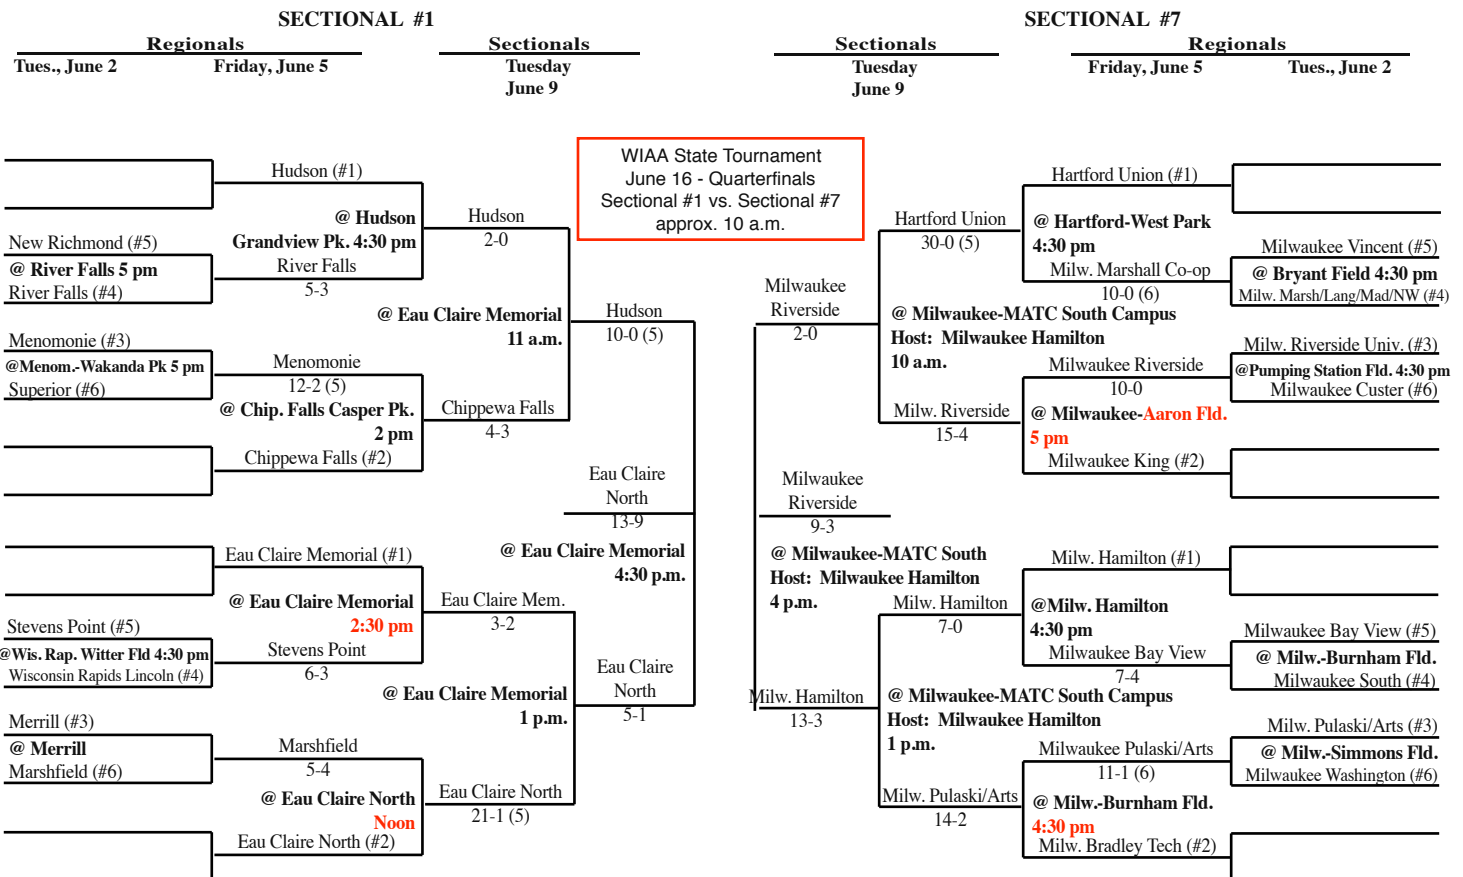 SECTIONAL #1
Regionals
Sectionals
Tues., June 2
Friday, June 5
Tuesday
June 9
Hudson (#1)
@ Hudson
Grandview Pk. 4:30 pm
Hudson
2-0
New Richmond (#5)
@ River Falls 5 pm
River Falls (#4)
River Falls
5-3
@ Eau Claire Memorial
11 a.m.
Hudson
10-0 (5)
Menomonie (#3)
@Menom.-Wakanda Pk 5 pm
Superior (#6)
Menomonie
12-2 (5)
@ Chip. Falls Casper Pk.
2 pm
Chippewa Falls
4-3
Chippewa Falls (#2)
Eau Claire
North
13-9
@ Eau Claire Memorial
4:30 p.m.
Eau Claire Memorial (#1)
@ Eau Claire Memorial
2:30 pm
Eau Claire Mem.
3-2
Stevens Point (#5)
@Wis. Rap. Witter Fld 4:30 pm
Wisconsin Rapids Lincoln (#4)
Stevens Point
6-3
@ Eau Claire Memorial
1 p.m.
Eau Claire
North
5-1
Merrill (#3)
@ Merrill
Marshfield (#6)
Marshfield
5-4
@ Eau Claire North
Noon
Eau Claire North
21-1 (5)
Eau Claire North (#2)
WIAA State Tournament
June 16 - Quarterfinals
Sectional #1 vs. Sectional #7
approx. 10 a.m.
SECTIONAL #7
Sectionals
Regionals
Tuesday
June 9
Friday, June 5
Tues., June 2
Hartford Union (#1)
Hartford Union
30-0 (5)
@ Hartford-West Park
4:30 pm
Milw. Marshall Co-op
10-0 (6)
Milwaukee Vincent (#5)
@ Bryant Field 4:30 pm
Milw. Marsh/Lang/Mad/NW (#4)
Milwaukee
Riverside
2-0
@ Milwaukee-MATC South Campus
Host: Milwaukee Hamilton
10 a.m.
Milw. Riverside Univ. (#3)
@Pumping Station Fld. 4:30 pm
Milwaukee Custer (#6)
Milwaukee Riverside
10-0
Milw. Riverside
15-4
@ Milwaukee-Aaron Fld.
5 pm
Milwaukee King (#2)
Milwaukee
Riverside
9-3
@ Milwaukee-MATC South
Host: Milwaukee Hamilton
4 p.m.
Milw. Hamilton (#1)
Milw. Hamilton
7-0
@Milw. Hamilton
4:30 pm
Milwaukee Bay View
7-4
Milwaukee Bay View (#5)
@ Milw.-Burnham Fld.
Milwaukee South (#4)
Milw. Hamilton
13-3
@ Milwaukee-MATC South Campus
Host: Milwaukee Hamilton
1 p.m.
Milw. Pulaski/Arts (#3)
@ Milw.-Simmons Fld.
Milwaukee Washington (#6)
Milwaukee Pulaski/Arts
11-1 (6)
Milw. Pulaski/Arts
14-2
@ Milw.-Burnham Fld.
4:30 pm
Milw. Bradley Tech (#2)